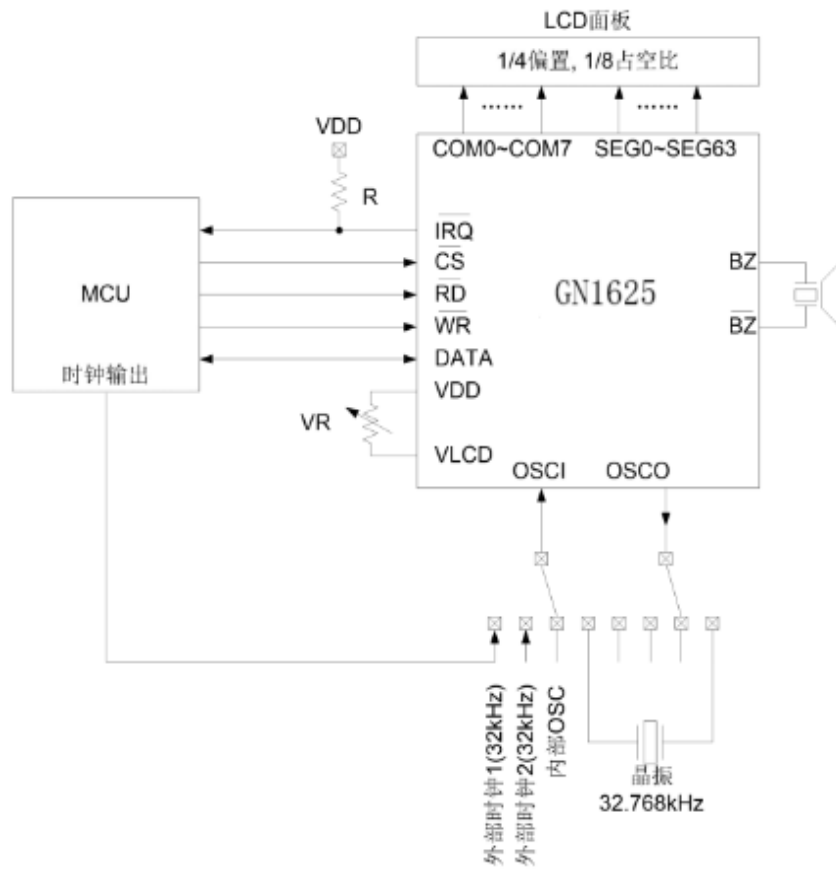 LCD面板
1/4偏置, 1/8占空比
......
......
VDD
COM0~COM7
SEG0~SEG63
R
IRQ
CS
MCU
RD
GN1625
BZ
WR
BZ
DATA
时钟输出
VDD
VR
VLCD
OSCI
OSCO
外部时钟1(32kHz)
外部时钟2(32kHz)
内部OSC
晶振
32.768kHz